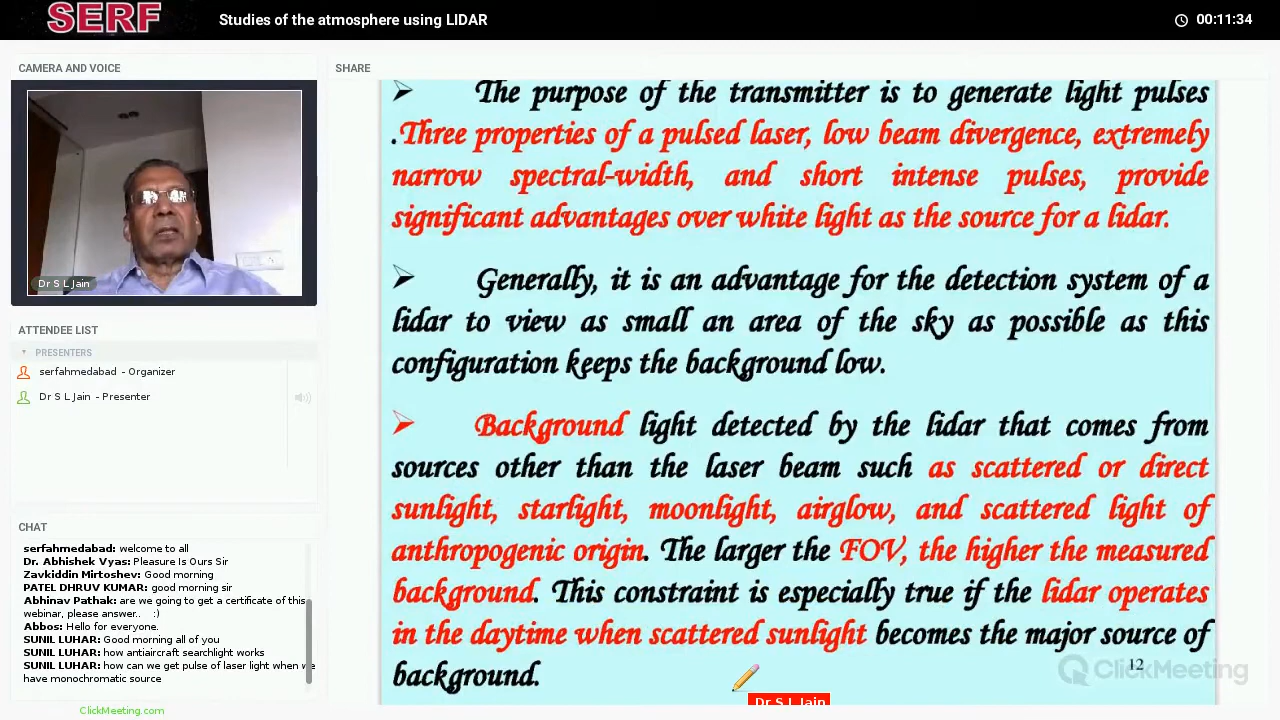 SERF
Studies of the atmosphere using LIDAR
00:11:34
CAMERA AND VOICE
Dr S L Jain
ATTENDEE LIST
PRESENTERS
serfahmedabad - Organizer
Dr S L Jain - Presenter
CHAT
serfahmedabad: welcome to all
Dr. Abhishek Vyas: Pleasure Is Ours Sir
Zavkiddin Mirtoshev: Good morning
PATEL DHRUV KUMAR: good morning sir
Abhinav Pathak: are we going to get a certificate of this
webinar, please answer.. :)
Abbos: Hello for everyone.
SUNIL LUHAR: Good morning all of you
SUNIL LUHAR: how antiaircraft searchlight works
SUNIL LUHAR: how can we get pulse of laser light when we
have monochromatic source
ClickMeeting.com
SHARE
The purpose of the transmitter is to generate light pulses
.Three properties of a pulsed laser, low beam divergence, extremely
narrow spectral-width, and short intense pulses, provide
significant advantages over white light as the source for a lidar.
Generally, it is an advantage for the detection system of a
lidar to view as small an area of the sky as possible as this
configuration keeps the background low.
Background light detected by the lidar that comes from
sources other than the laser beam such as scattered or direct
sunlight, starlight, moonlight, airglow, and scattered light of
anthropogenic origin. The larger the FOV, the higher the measured
background. This constraint is especially true if the lidar operates
in the daytime when scattered sunlight becomes the major source of
background.
12
ClickMeeting
Dr S L Jain